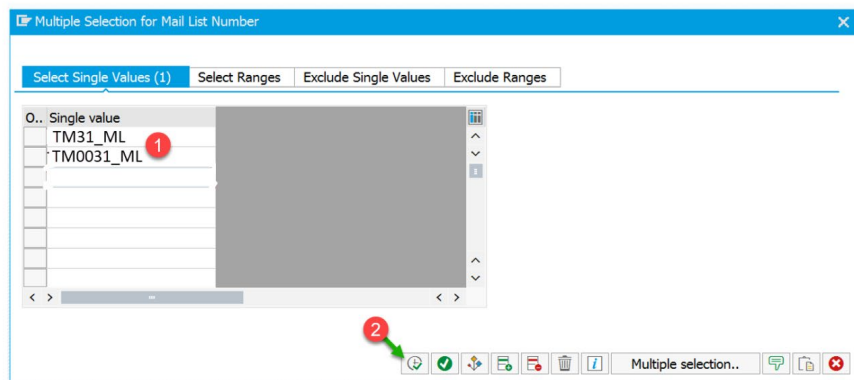 Multiple Selection for Mail List Number
Select Single Values (1) Select Ranges Exclude Single Values Exclude Ranges
O.. Single value
TM31_ML
1
TM0031_ML
2
i Multiple selection..